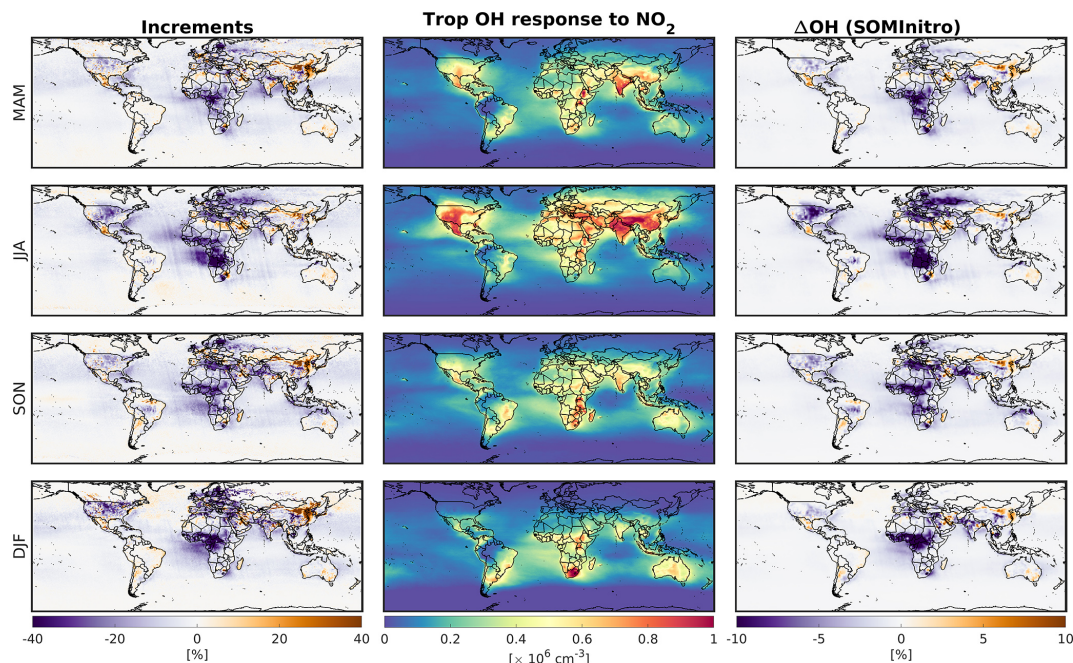 Increments
Trop OH response to NO2
ΔOH (SOMInitro)
MAM
JJA
SON
DJF
-40 -20 0 20 40
[%]
0 0.2 0.4 0.6 0.8 1
[× 10^6 cm^-3]
-10 -5 0 5 10
[%]